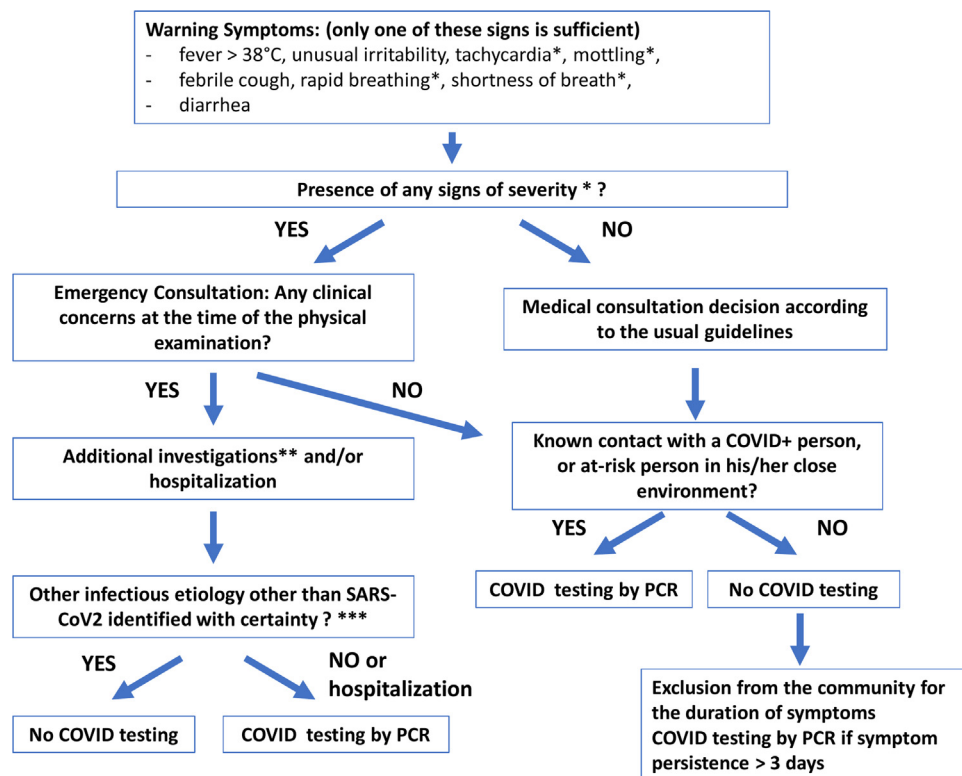 Warning Symptoms: (only one of these signs is sufficient)
- fever > 38°C, unusual irritability, tachycardia*, mottling*,
- febrile cough, rapid breathing*, shortness of breath*,
- diarrhea
Presence of any signs of severity * ?
YES
NO
Emergency Consultation: Any clinical
concerns at the time of the physical
examination?
Medical consultation decision according
to the usual guidelines
YES
NO
Additional investigations** and/or
hospitalization
Known contact with a COVID+ person,
or at-risk person in his/her close
environment?
YES
NO
Other infectious etiology other than SARS-
CoV2 identified with certainty ? ***
COVID testing by PCR
No COVID testing
YES
NO or
hospitalization
No COVID testing
COVID testing by PCR
Exclusion from the community for
the duration of symptoms
COVID testing by PCR if symptom
persistence > 3 days